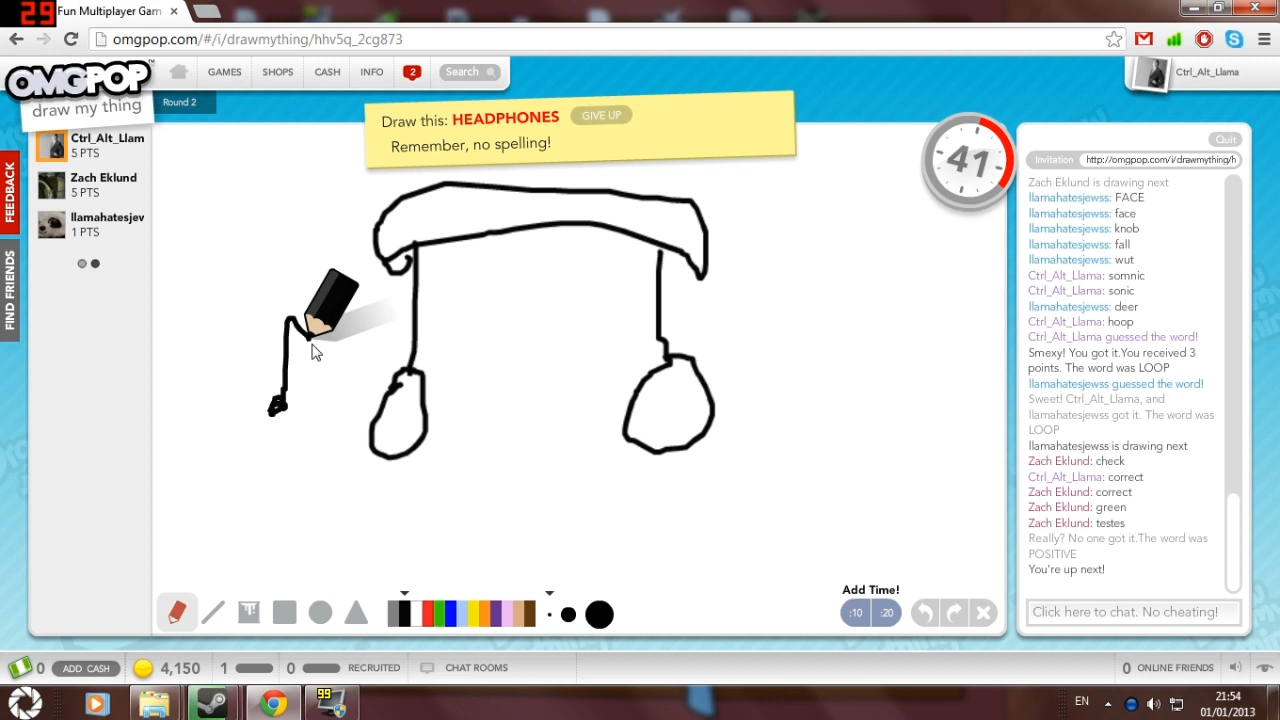 29
Fun Multiplayer Gam
omgpop.com/#/i/drawmything/hhv5q_2cg873
OMGPOP
draw my thing
GAMES
SHOPS
CASH
INFO
2
Search
Ctrl_Alt_Llama
Round 2
Draw this: HEADPHONES
GIVE UP
Remember, no spelling!
41
Ctrl_Alt_Llam
5 PTS
Zach Eklund
5 PTS
llamahatesjev
1 PTS
FEEDBACK
FIND FRIENDS
Quit
Invitation
http://omgpop.com/i/drawmything/h
Zach Eklund is drawing next
llamahatesjewss: FACE
llamahatesjewss: face
llamahatesjewss: knob
llamahatesjewss: fall
llamahatesjewss: wut
Ctrl_Alt_Llama: somnic
Ctrl_Alt_Llama: sonic
llamahatesjewss: deer
Ctrl_Alt_Llama: hoop
Ctrl_Alt_Llama guessed the word!
Smexy! You got it.You received 3
points. The word was LOOP
llamahatesjewss guessed the word!
Sweet! Ctrl_Alt_Llama, and
llamahatesjewss got it. The word was
LOOP
llamahatesjewss is drawing next
Zach Eklund: check
Ctrl_Alt_Llama: correct
Zach Eklund: correct
Zach Eklund: green
Zach Eklund: testes
Really? No one got it.The word was
POSITIVE
You're up next!
Click here to chat. No cheating!
Add Time!
:10
:20
0
ADD CASH
4,150
1
0
RECRUITED
CHAT ROOMS
0 ONLINE FRIENDS
99
EN
21:54
01/01/2013